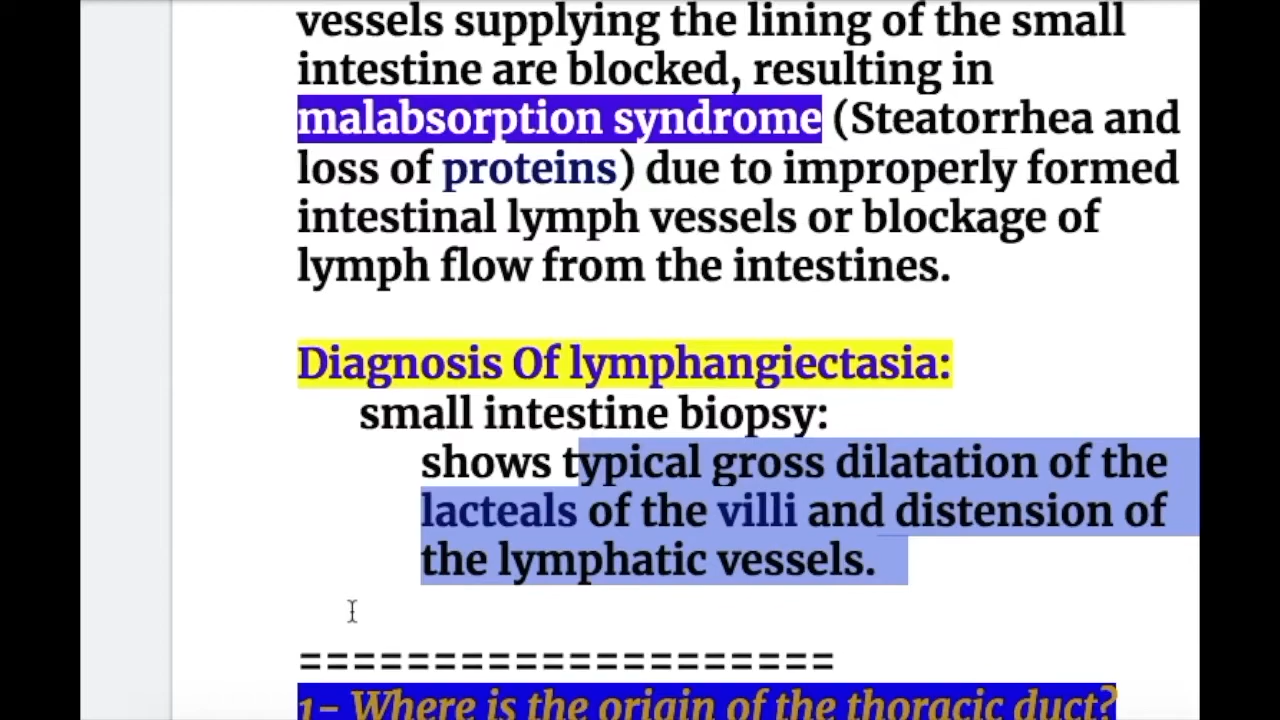 vessels supplying the lining of the small
intestine are blocked, resulting in
malabsorption syndrome (Steatorrhea and
loss of proteins) due to improperly formed
intestinal lymph vessels or blockage of
lymph flow from the intestines.
Diagnosis Of lymphangiectasia:
small intestine biopsy:
shows typical gross dilatation of the
lacteals of the villi and distension of
the lymphatic vessels.
=====================
1- Where is the origin of the thoracic duct?